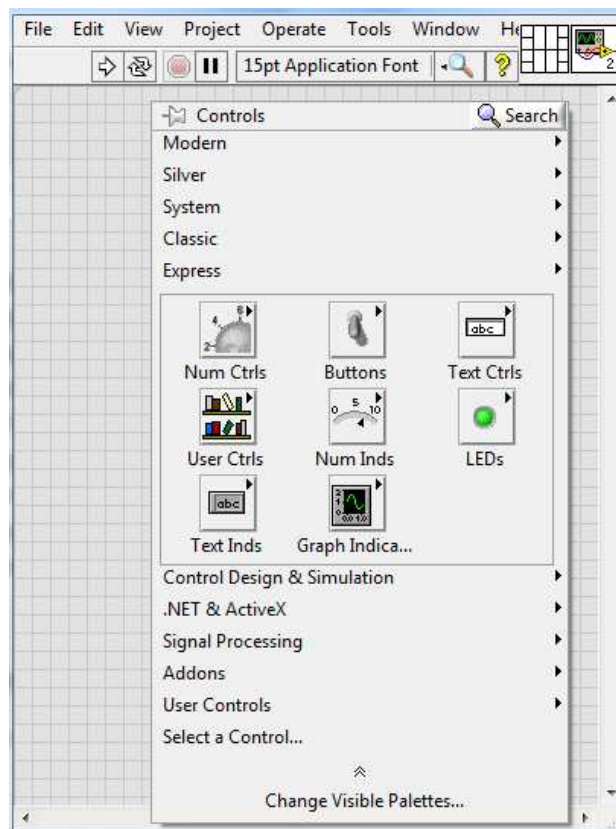 File Edit View Project Operate Tools Window He
15pt Application Font
2
Controls Search
Modern
Silver
System
Classic
Express
Num Ctrls Buttons Text Ctrls
User Ctrls Num Inds LEDs
Text Inds Graph Indica...
Control Design & Simulation
.NET & ActiveX
Signal Processing
Addons
User Controls
Select a Control...
Change Visible Palettes...